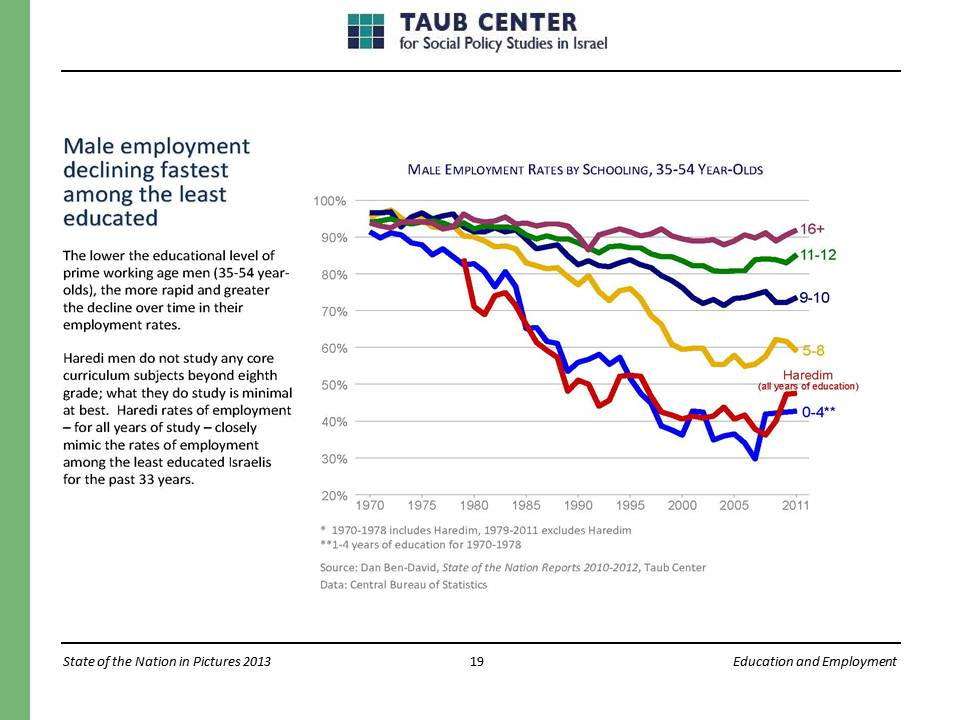 TAUB CENTER
for Social Policy Studies in Israel
Male employment
declining fastest
among the least
educated
The lower the educational level of
prime working age men (35-54 year-
olds), the more rapid and greater
the decline over time in their
employment rates.
Haredi men do not study any core
curriculum subjects beyond eighth
grade; what they do study is minimal
at best. Haredi rates of employment
– for all years of study – closely
mimic the rates of employment
among the least educated Israelis
for the past 33 years.
MALE EMPLOYMENT RATES BY SCHOOLING, 35-54 YEAR-OLDS
100%
90%
80%
70%
60%
50%
40%
30%
20%
16+
11-12
9-10
5-8
Haredim
(all years of education)
0-4**
1970 1975 1980 1985 1990 1995 2000 2005 2011
* 1970-1978 includes Haredim, 1979-2011 excludes Haredim
**1-4 years of education for 1970-1978
Source: Dan Ben-David, State of the Nation Reports 2010-2012, Taub Center
Data: Central Bureau of Statistics
State of the Nation in Pictures 2013 19 Education and Employment